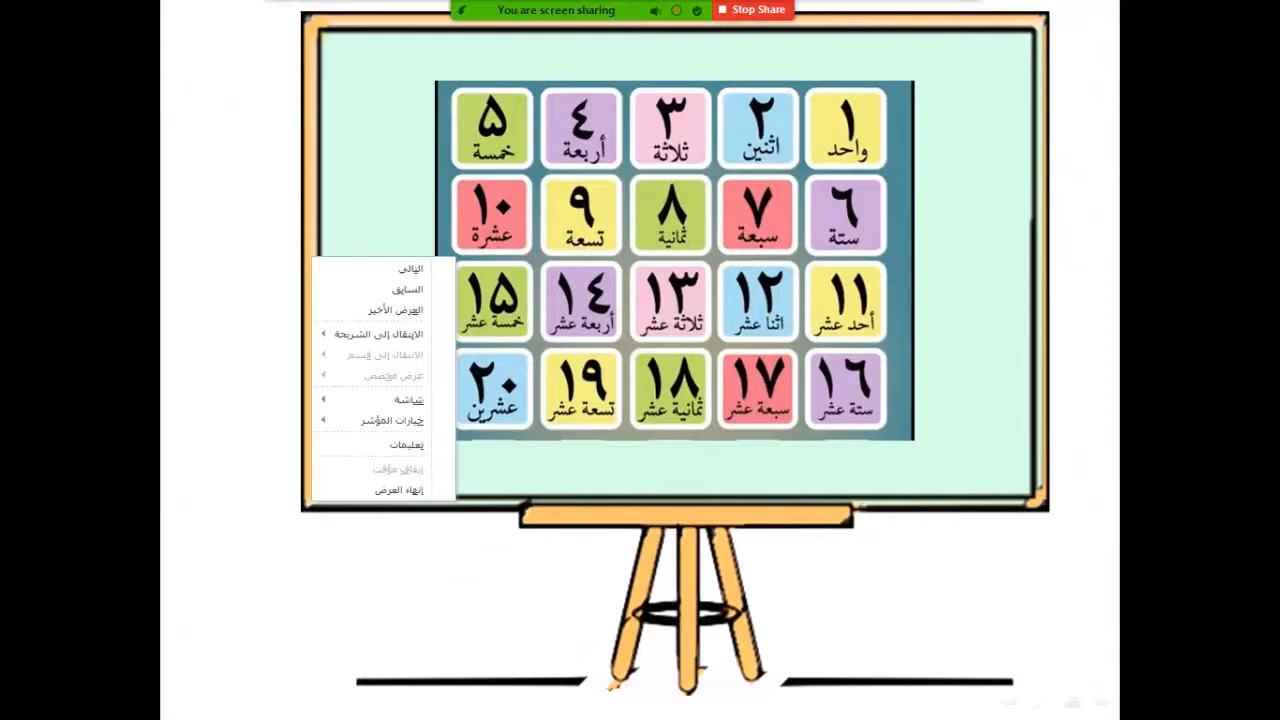 You are screen sharing
Stop Share
١ ٢ ٣ ٤ ٥
واحد اثنين ثلاثة أربعة خمسة
٦ ٧ ٨ ٩ ١٠
ستة سبعة ثمانية تسعة عشرة
١١ ١٢ ١٣ ١٤ ١٥
أحد عشر اثنا عشر ثلاثة عشر أربعة عشر خمسة عشر
١٦ ١٧ ١٨ ١٩ ٢٠
ستة عشر سبعة عشر ثمانية عشر تسعة عشر عشرين
التالي
السابق
العرض الأخير
الانتقال إلى الشريحة
الانتقال إلى قسم
عرض مخصص
شاشة
خيارات المؤشر
تعليمات
إيقاف مؤقت
إنهاء العرض